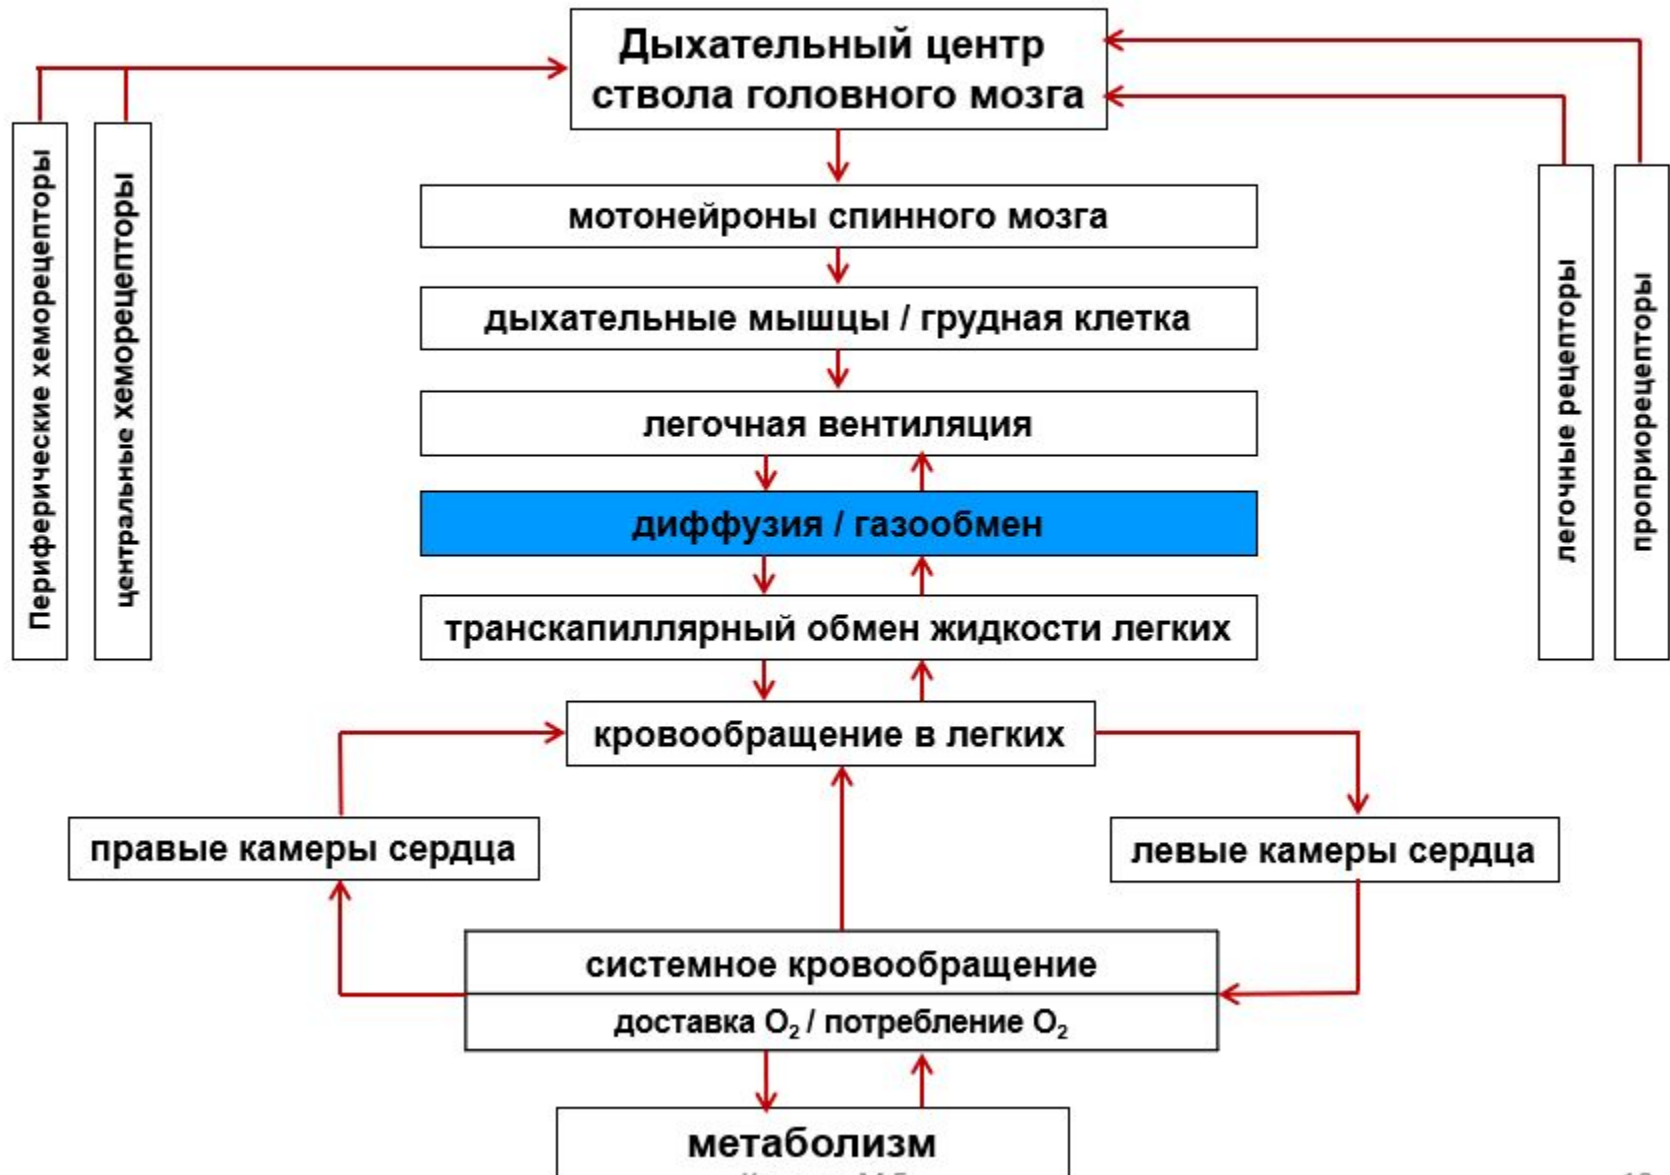 Дыхательный центр
ствола головного мозга
Периферические хеморецепторы
центральные хеморецепторы
мотонейроны спинного мозга
дыхательные мышцы / грудная клетка
легочная вентиляция
диффузия / газообмен
транскапиллярный обмен жидкости легких
легочные рецепторы
проприорецепторы
кровообращение в легких
правые камеры сердца
левые камеры сердца
системное кровообращение
доставка O₂ / потребление O₂
метаболизм